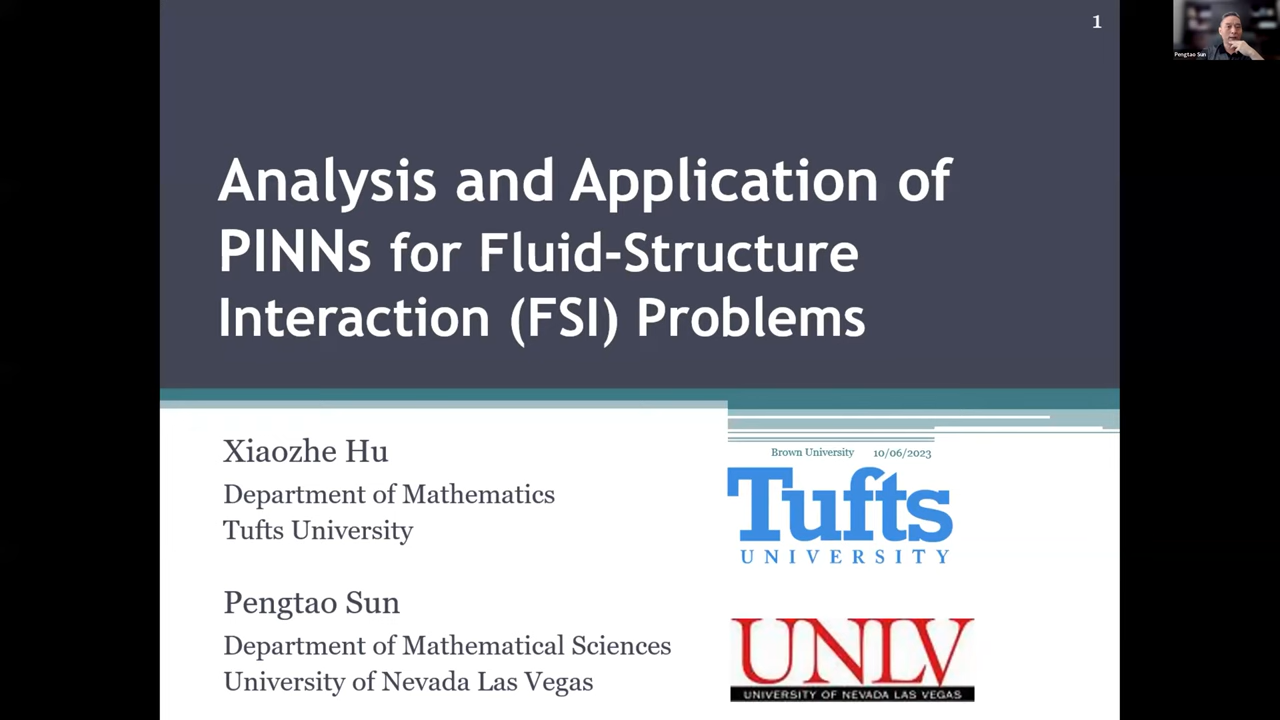 1
Pengtao Sun
Analysis and Application of
PINNs for Fluid-Structure
Interaction (FSI) Problems
Xiaozhe Hu
Department of Mathematics
Tufts University
Pengtao Sun
Department of Mathematical Sciences
University of Nevada Las Vegas
Brown University 10/06/2023
Tufts
UNIVERSITY
UNLV
UNIVERSITY OF NEVADA LAS VEGAS